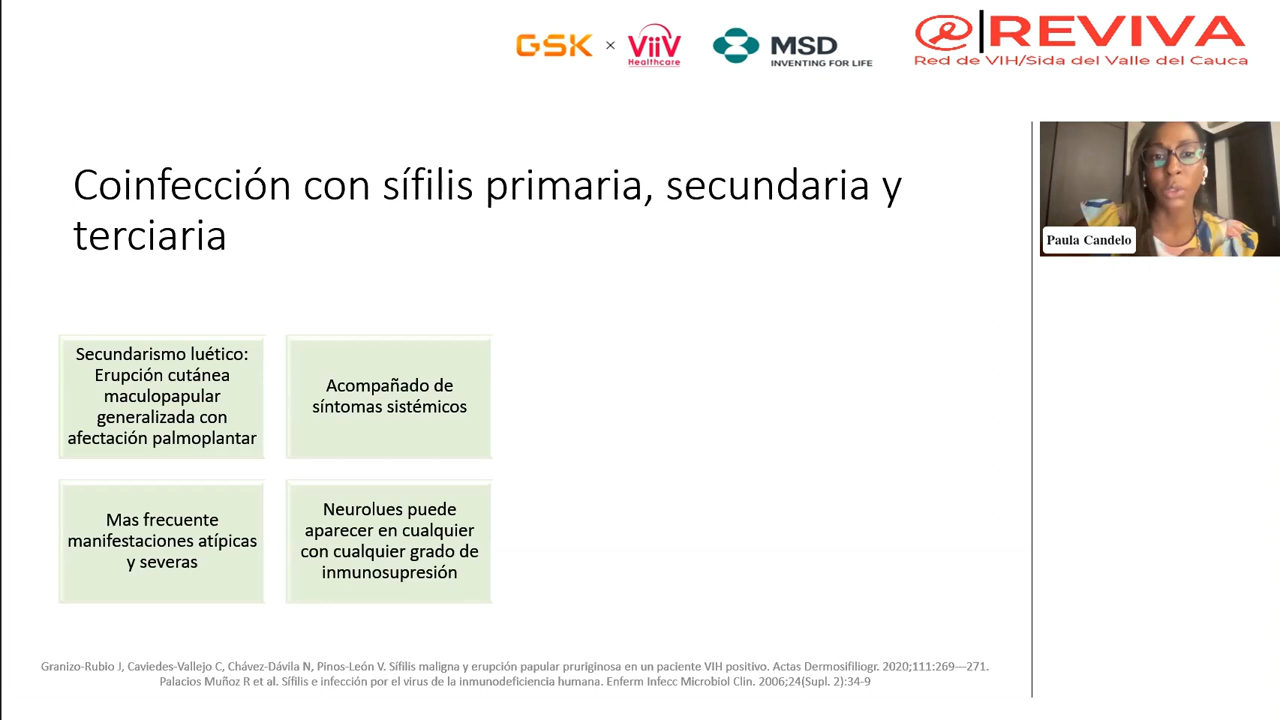 GSK × ViiV
Healthcare
MSD
INVENTING FOR LIFE
REVIVA
Red de VIH/Sida del Valle del Cauca
Coinfección con sífilis primaria, secundaria y
terciaria
Paula Candelo
Secundarismo luético:
Erupción cutánea
maculopapular
generalizada con
afectación palmoplantar
Acompañado de
síntomas sistémicos
Mas frecuente
manifestaciones atípicas
y severas
Neurolues puede
aparecer en cualquier
con cualquier grado de
inmunosupresión
Granizo-Rubio J, Caviedes-Vallejo C, Chávez-Dávila N, Pinos-León V. Sífilis maligna y erupción papular pruriginosa en un paciente VIH positivo. Actas Dermosifiliogr. 2020;111:269—271.
Palacios Muñoz R et al. Sífilis e infección por el virus de la inmunodeficiencia humana. Enferm Infecc Microbiol Clin. 2006;24(Supl. 2):34-9